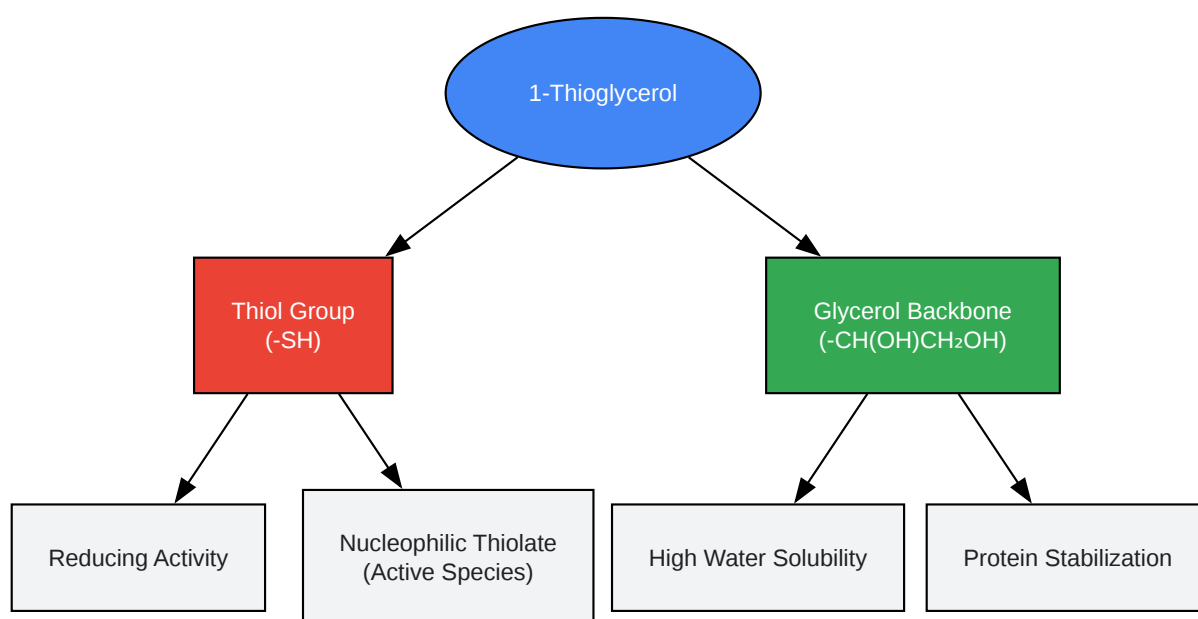 1-Thioglycerol
Thiol Group
(-SH)
Glycerol Backbone
(-CH(OH)CH₂OH)
Reducing Activity
Nucleophilic Thiolate
(Active Species)
High Water Solubility
Protein Stabilization